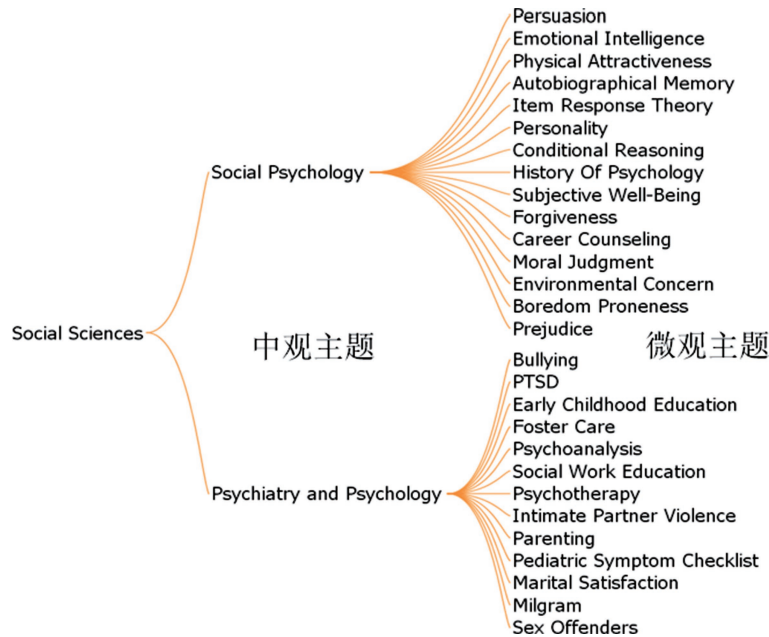 Persuasion
Emotional Intelligence
Physical Attractiveness
Autobiographical Memory
Item Response Theory
Personality
Conditional Reasoning
Social Psychology
History Of Psychology
Subjective Well-Being
Forgiveness
Career Counseling
Moral Judgment
Environmental Concern
Boredom Proneness
Prejudice
Social Sciences
中观主题
微观主题
Bullying
PTSD
Early Childhood Education
Foster Care
Psychoanalysis
Social Work Education
Psychiatry and Psychology
Psychotherapy
Intimate Partner Violence
Parenting
Pediatric Symptom Checklist
Marital Satisfaction
Milgram
Sex Offenders